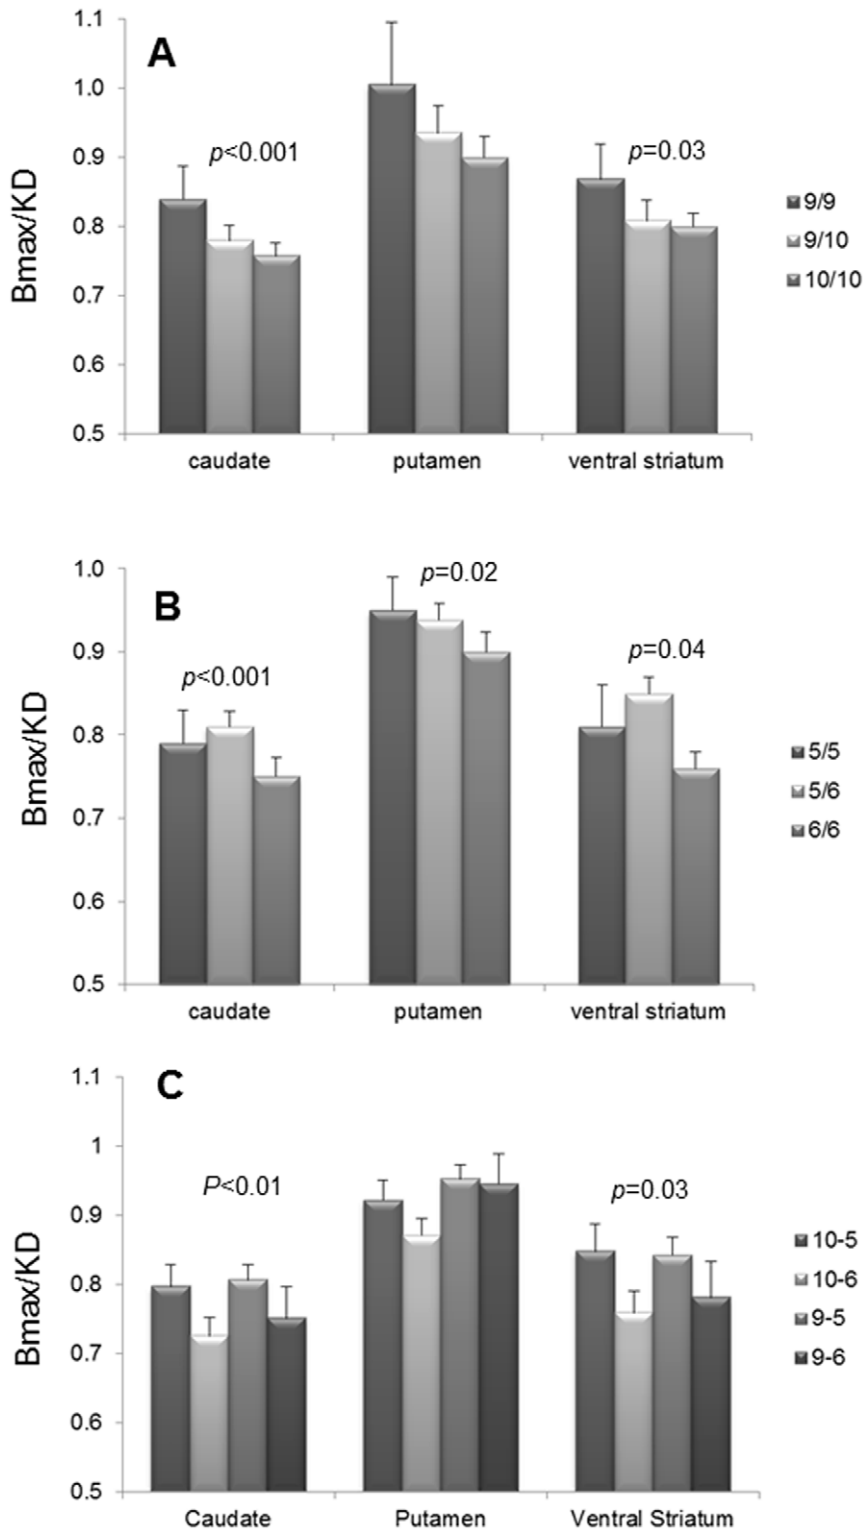 A
Bmax/KD
1.1
1.0
0.9
0.8
0.7
0.6
0.5
p<0.001
p=0.03
9/9
9/10
10/10
caudate putamen ventral striatum
B
Bmax/KD
1.0
0.9
0.8
0.7
0.6
0.5
p<0.001
p=0.02
p=0.04
5/5
5/6
6/6
caudate putamen ventral striatum
C
Bmax/KD
1.1
1
0.9
0.8
0.7
0.6
0.5
P<0.01
p=0.03
10-5
10-6
9-5
9-6
Caudate Putamen Ventral Striatum